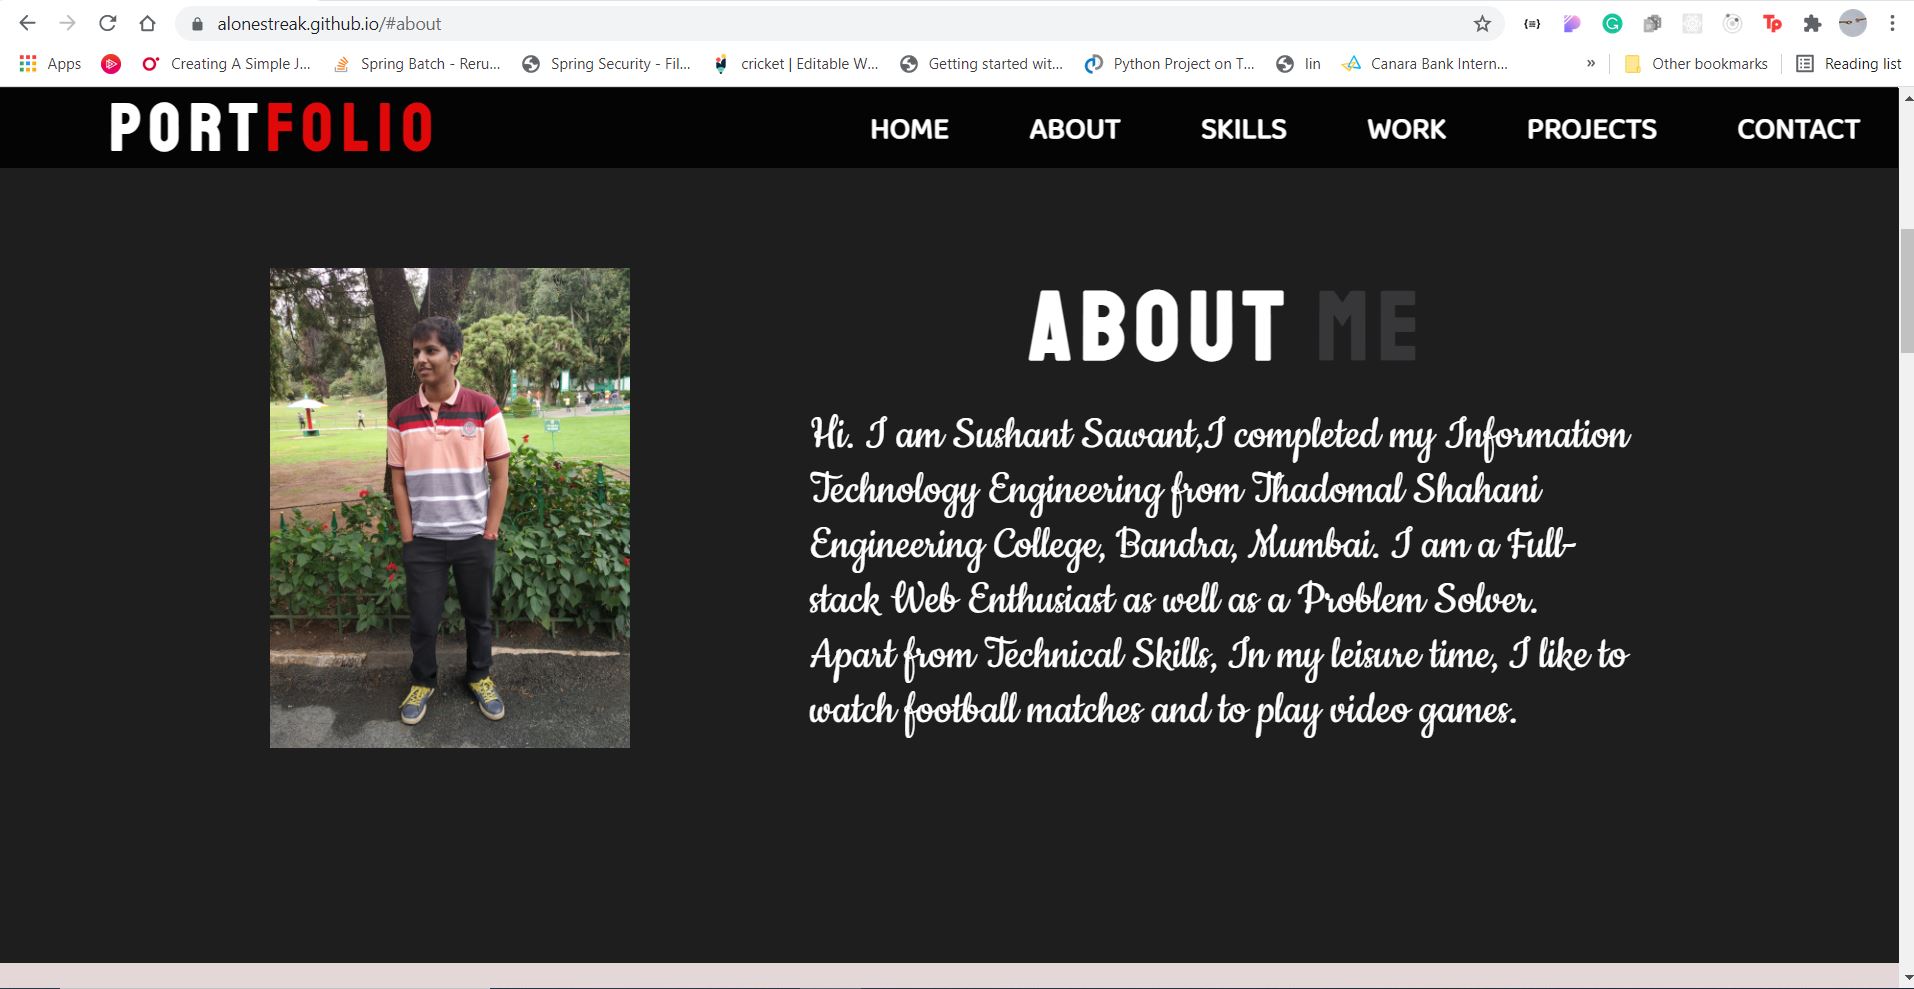 alonestreak.github.io/#about
Apps Creating A Simple J... Spring Batch - Reru... Spring Security - Fil... cricket | Editable W... Getting started wit... Python Project on T... lin Canara Bank Intern... » Other bookmarks Reading list
PORTFOLIO HOME ABOUT SKILLS WORK PROJECTS CONTACT
ABOUT ME
Hi. I am Sushant Sawant,I completed my Information
Technology Engineering from Thadomal Shahani
Engineering College, Bandra, Mumbai. I am a Full-
stack Web Enthusiast as well as a Problem Solver.
Apart from Technical Skills, In my leisure time, I like to
watch football matches and to play video games.